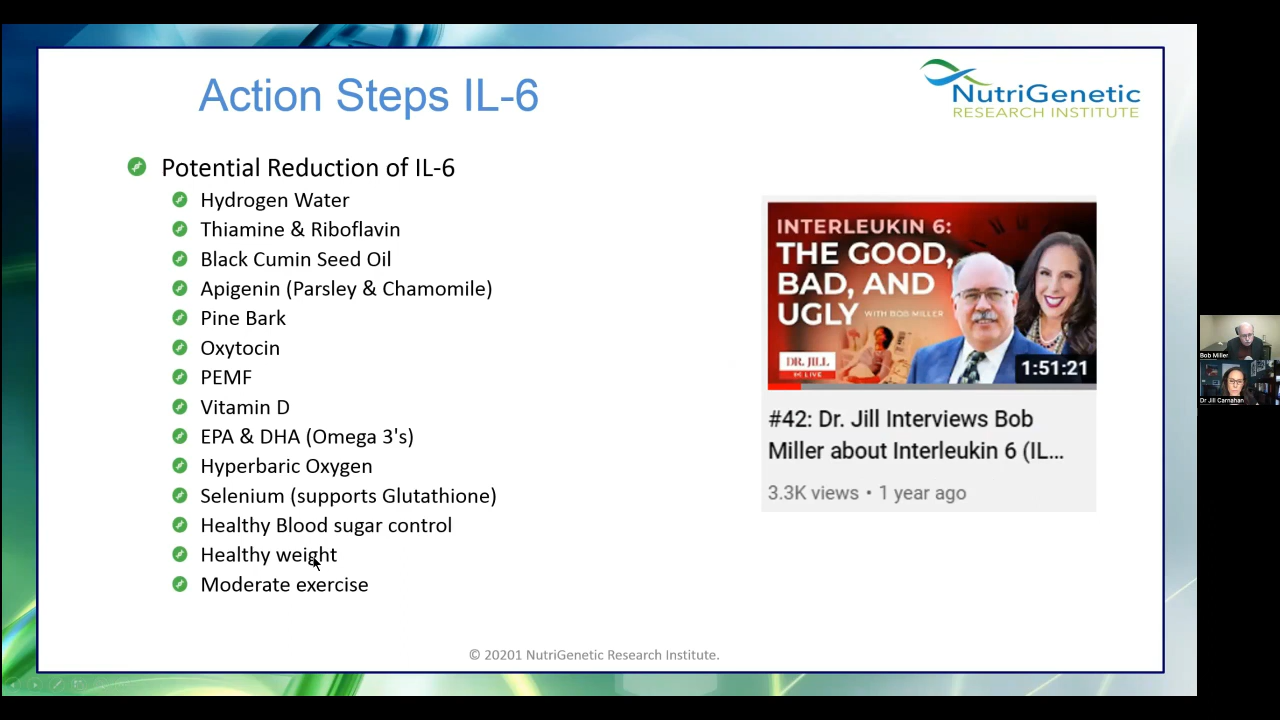 Action Steps IL-6
NutriGenetic
RESEARCH INSTITUTE
Potential Reduction of IL-6
Hydrogen Water
Thiamine & Riboflavin
Black Cumin Seed Oil
Apigenin (Parsley & Chamomile)
Pine Bark
Oxytocin
PEMF
Vitamin D
EPA & DHA (Omega 3's)
Hyperbaric Oxygen
Selenium (supports Glutathione)
Healthy Blood sugar control
Healthy weight
Moderate exercise
INTERLEUKIN 6:
THE GOOD,
BAD, AND
UGLY WITH BOB MILLER
DR. JILL
LIVE
1:51:21
#42: Dr. Jill Interviews Bob
Miller about Interleukin 6 (IL...
3.3K views • 1 year ago
© 20201 NutriGenetic Research Institute.
Bob Miller
Dr Jill Carnahan